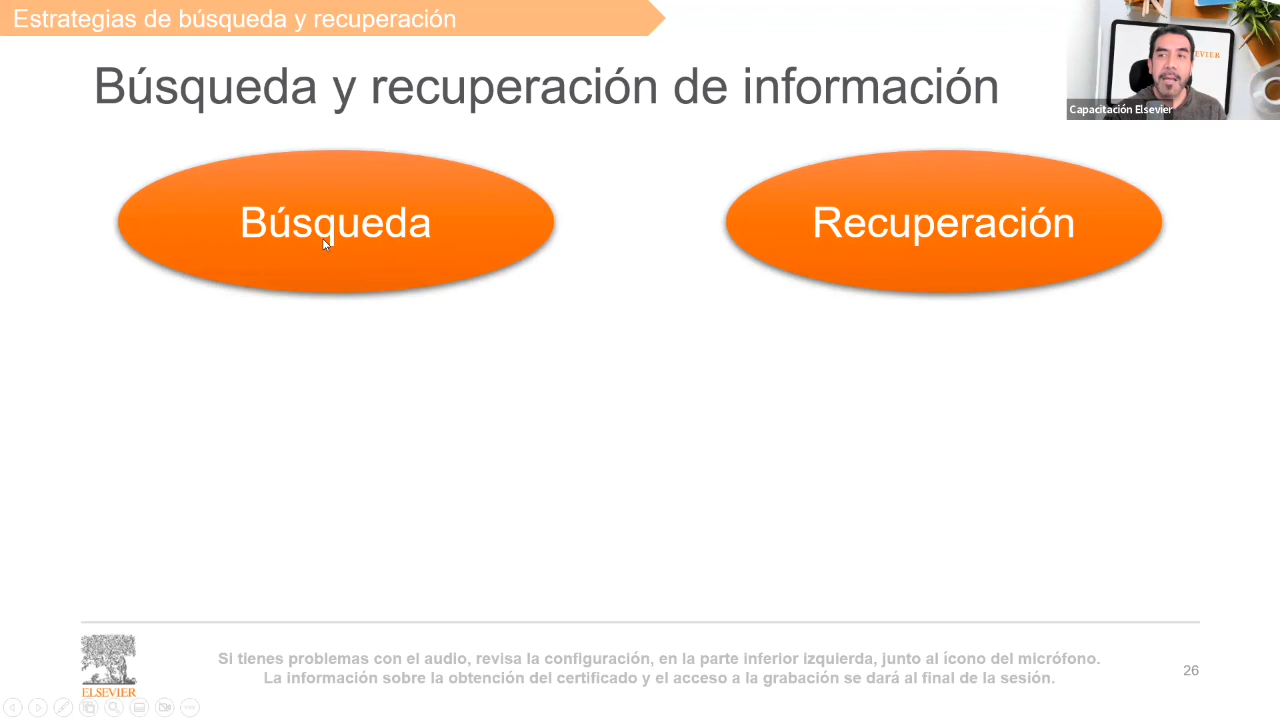 Estrategias de búsqueda y recuperación
Búsqueda y recuperación de información
EVIER
Capacitación Elsevier
Búsqueda
Recuperación
Si tienes problemas con el audio, revisa la configuración, en la parte inferior izquierda, junto al ícono del micrófono.
La información sobre la obtención del certificado y el acceso a la grabación se dará al final de la sesión.
ELSEVIER
26